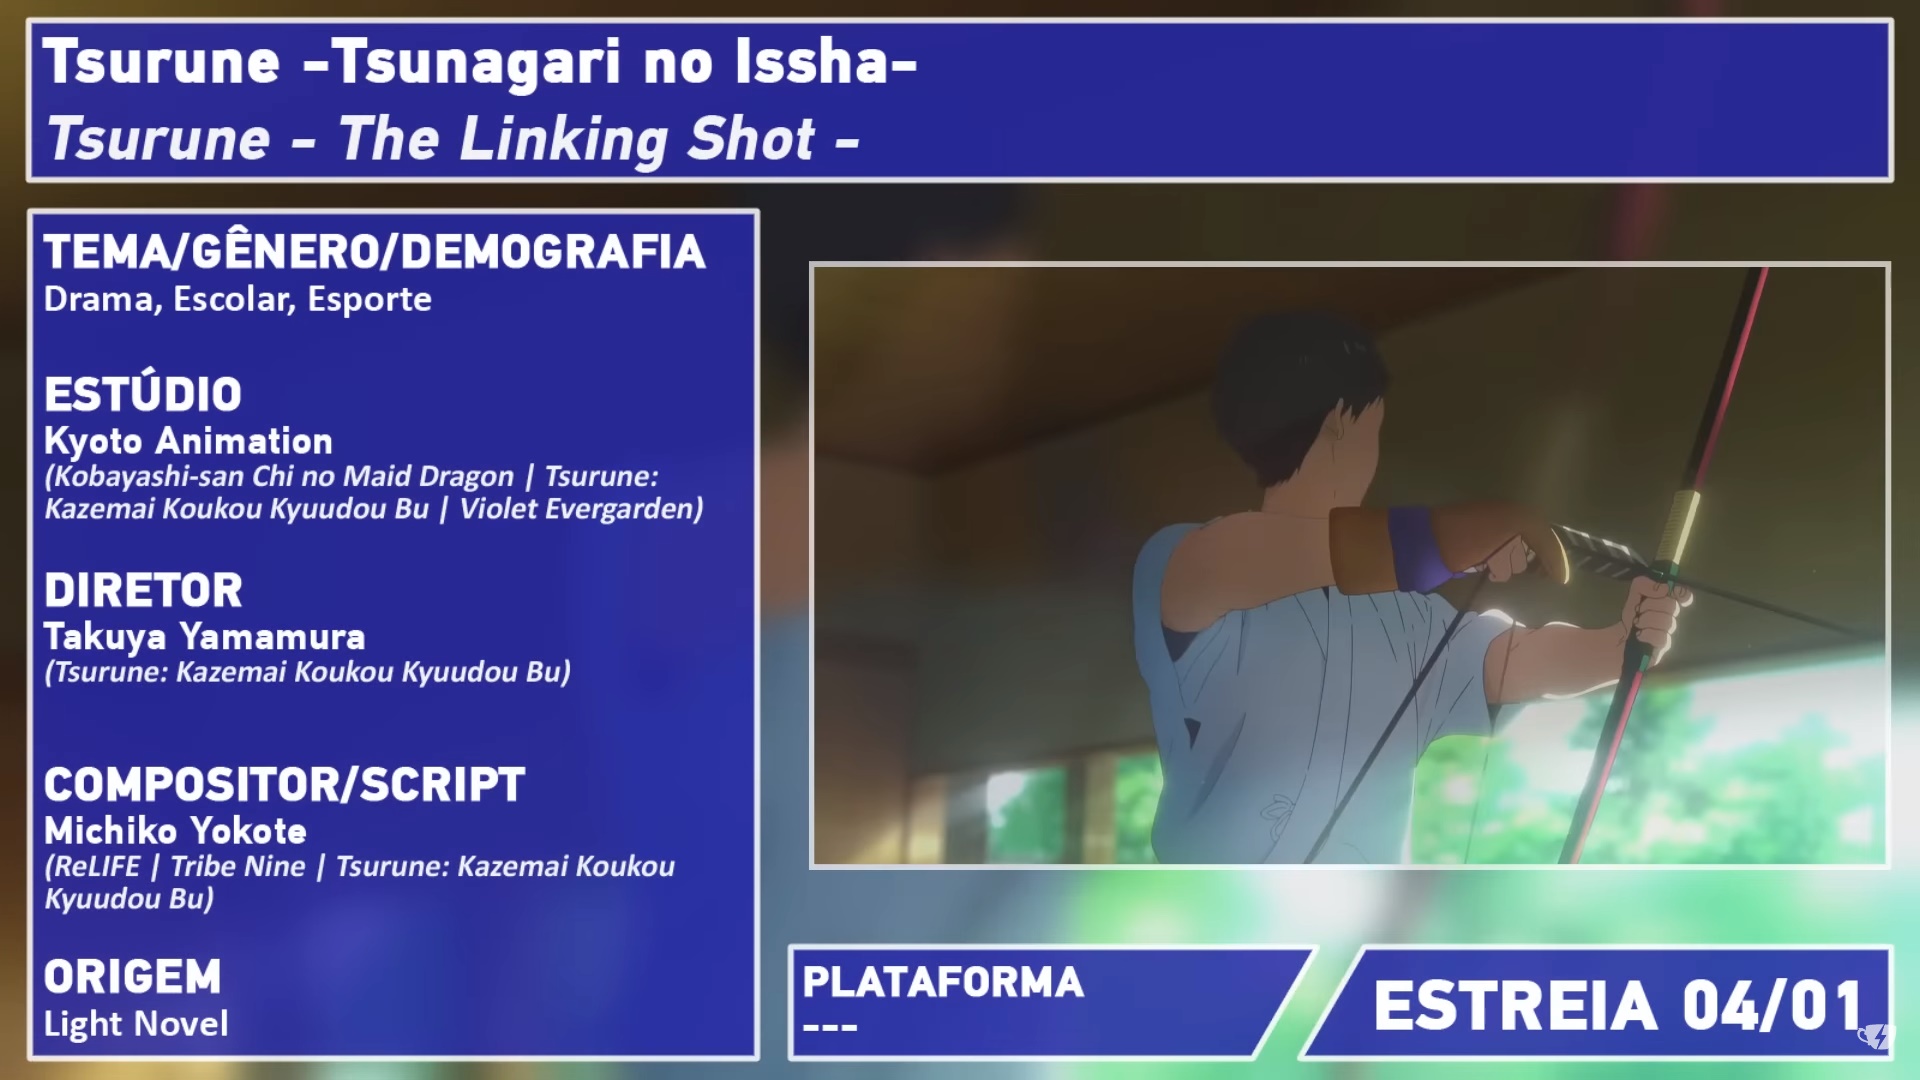 Tsurune -Tsunagari no Issha-
Tsurune - The Linking Shot -
TEMA/GÊNERO/DEMOGRAFIA
Drama, Escolar, Esporte
ESTÚDIO
Kyoto Animation
(Kobayashi-san Chi no Maid Dragon | Tsurune:
Kazemai Koukou Kyuudou Bu | Violet Evergarden)
DIRETOR
Takuya Yamamura
(Tsurune: Kazemai Koukou Kyuudou Bu)
COMPOSITOR/SCRIPT
Michiko Yokote
(ReLIFE | Tribe Nine | Tsurune: Kazemai Koukou
Kyuudou Bu)
ORIGEM
Light Novel
PLATAFORMA
---
ESTREIA 04/01